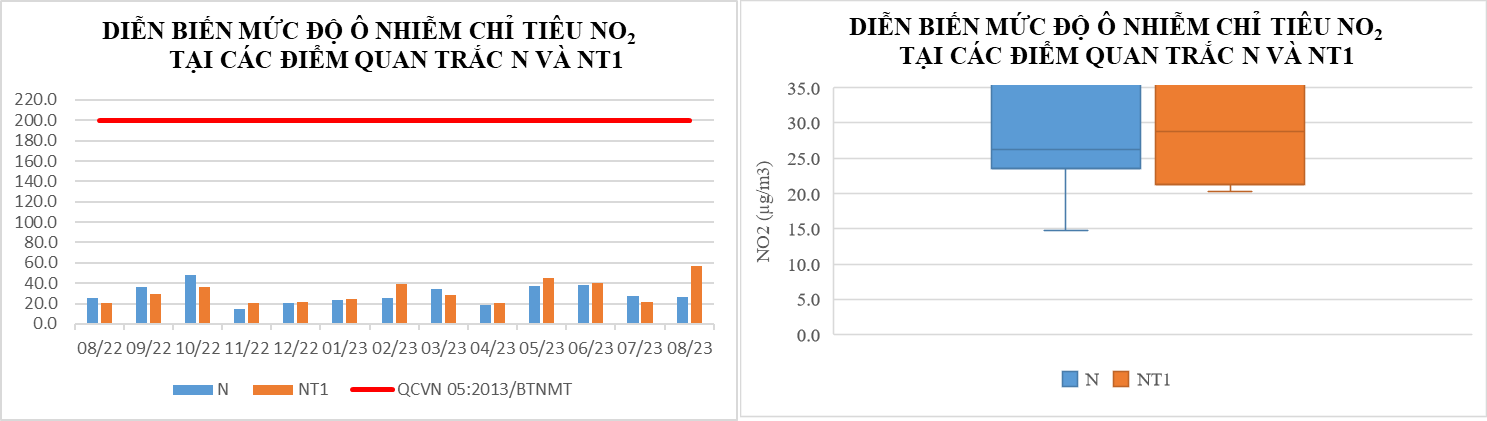 DIỄN BIẾN MỨC ĐỘ Ô NHIỄM CHỈ TIÊU NO₂
TẠI CÁC ĐIỂM QUAN TRẮC N VÀ NT1
220.0
200.0
180.0
160.0
140.0
120.0
100.0
80.0
60.0
40.0
20.0
0.0
08/22 09/22 10/22 11/22 12/22 01/23 02/23 03/23 04/23 05/23 06/23 07/23 08/23
N NT1 QCVN 05:2013/BTNMT
DIỄN BIẾN MỨC ĐỘ Ô NHIỄM CHỈ TIÊU NO₂
TẠI CÁC ĐIỂM QUAN TRẮC N VÀ NT1
NO2 (µg/m3)
35.0
30.0
25.0
20.0
15.0
10.0
5.0
0.0
N NT1